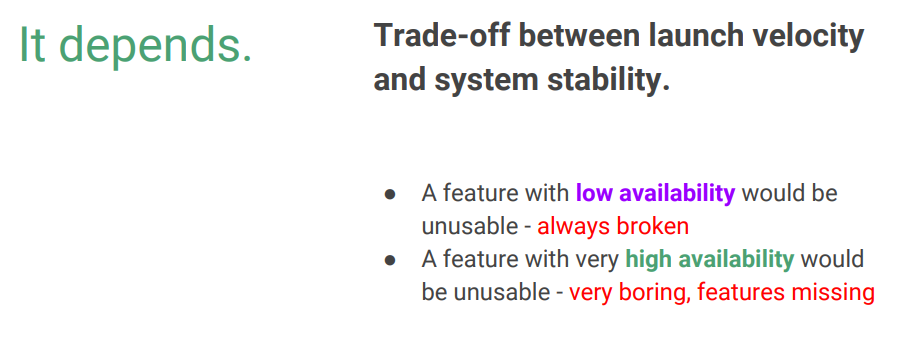 It depends.
Trade-off between launch velocity
and system stability.
● A feature with low availability would be
unusable - always broken
● A feature with very high availability would
be unusable - very boring, features missing